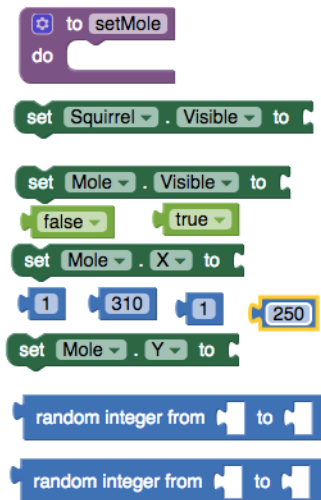 to setMole
do
set Squirrel . Visible to
set Mole . Visible to
false true
set Mole . X to
1 310 1 250
set Mole . Y to
random integer from to
random integer from to